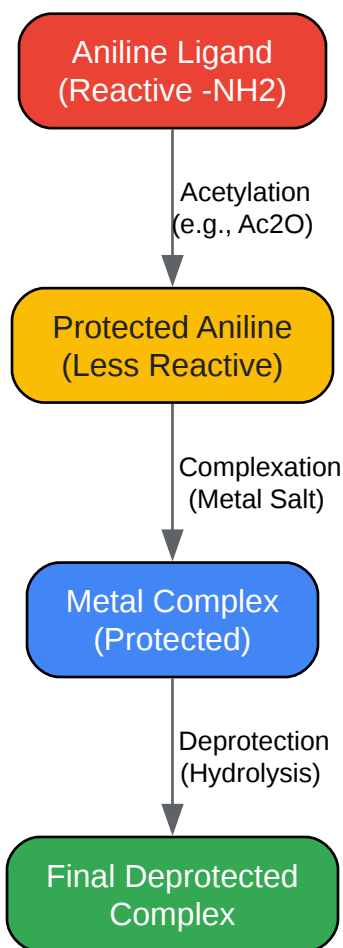 Aniline Ligand
(Reactive -NH2)
Acetylation
(e.g., Ac2O)
Protected Aniline
(Less Reactive)
Complexation
(Metal Salt)
Metal Complex
(Protected)
Deprotection
(Hydrolysis)
Final Deprotected
Complex